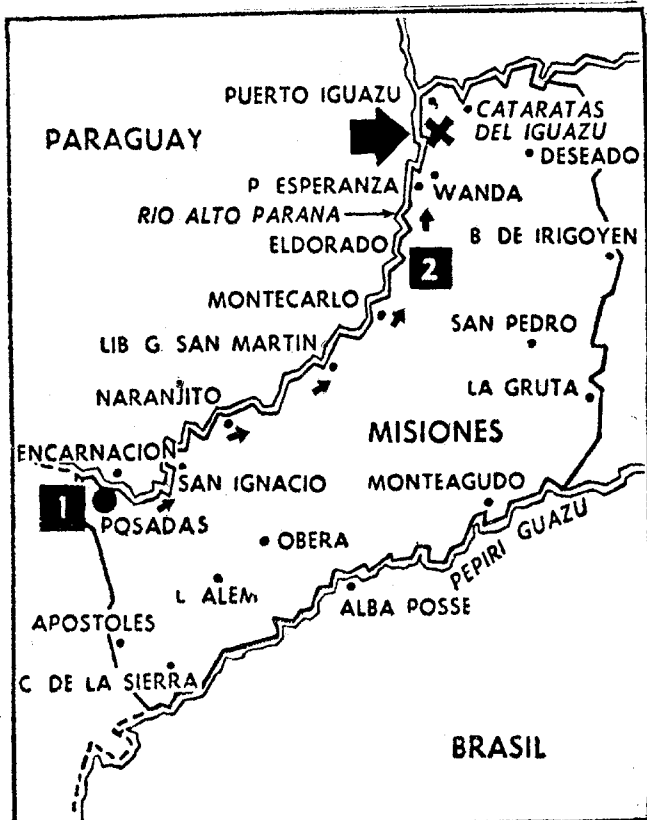 PUERTO IGUAZU
CATARATAS
DEL IGUAZU
PARAGUAY
DESEADO
P ESPERANZA
WANDA
RIO ALTO PARANA
ELDORADO
B DE IRIGOYEN
2
MONTECARLO
LIB G SAN MARTIN
SAN PEDRO
NARANJITO
LA GRUTA
MISIONES
ENCARNACION
SAN IGNACIO
MONTEAGUDO
1
POSADAS
OBERA
PEPIRI GUAZU
L ALEM
ALBA POSSE
APOSTOLES
C DE LA SIERRA
BRASIL